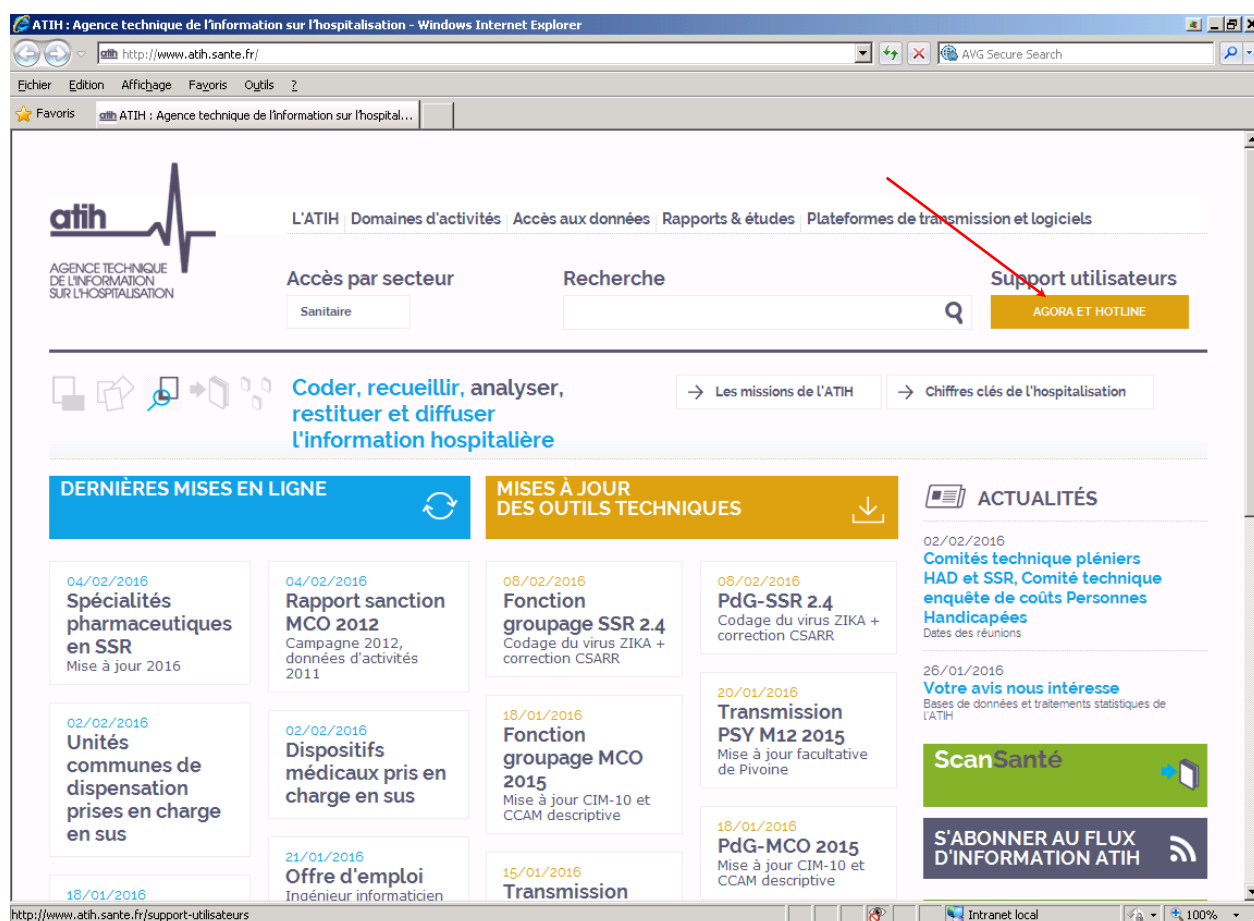 ATIH : Agence technique de l'information sur l'hospitalisation - Windows Internet Explorer
http://www.atih.sante.fr/
AVG Secure Search
Fichier Edition Affichage Favoris Outils ?
Favoris
ATIH : Agence technique de l'information sur l'hospital...
atih
AGENCE TECHNIQUE
DE L'INFORMATION
SUR L'HOSPITALISATION
L'ATIH
Domaines d'activités
Accès aux données
Rapports & études
Plateformes de transmission et logiciels
Accès par secteur
Sanitaire
Recherche
Support utilisateurs
AGORA ET HOTLINE
Coder, recueillir, analyser,
restituer et diffuser
l'information hospitalière
Les missions de l'ATIH
Chiffres clés de l'hospitalisation
DERNIÈRES MISES EN LIGNE
04/02/2016
Spécialités
pharmaceutiques
en SSR
Mise à jour 2016
02/02/2016
Unités
communes de
dispensation
prises en charge
en sus
18/01/2016
04/02/2016
Rapport sanction
MCO 2012
Campagne 2012,
données d'activités
2011
02/02/2016
Dispositifs
médicaux pris en
charge en sus
21/01/2016
Offre d'emploi
Ingénieur informaticien
MISES À JOUR
DES OUTILS TECHNIQUES
08/02/2016
Fonction
groupage SSR 2.4
Codage du virus ZIKA +
correction CSARR
18/01/2016
Fonction
groupage MCO
2015
Mise à jour CIM-10 et
CCAM descriptive
15/01/2016
Transmission
08/02/2016
PdG-SSR 2.4
Codage du virus ZIKA +
correction CSARR
20/01/2016
Transmission
PSY M12 2015
Mise à jour facultative
de Pivoine
18/01/2016
PdG-MCO 2015
Mise à jour CIM-10 et
CCAM descriptive
ACTUALITÉS
02/02/2016
Comités technique pléniers
HAD et SSR, Comité technique
enquête de coûts Personnes
Handicapées
Dates des réunions
26/01/2016
Votre avis nous intéresse
Bases de données et traitements statistiques de
l'ATIH
ScanSanté
S'ABONNER AU FLUX
D'INFORMATION ATIH
http://www.atih.sante.fr/support-utilisateurs
Intranet local
100%